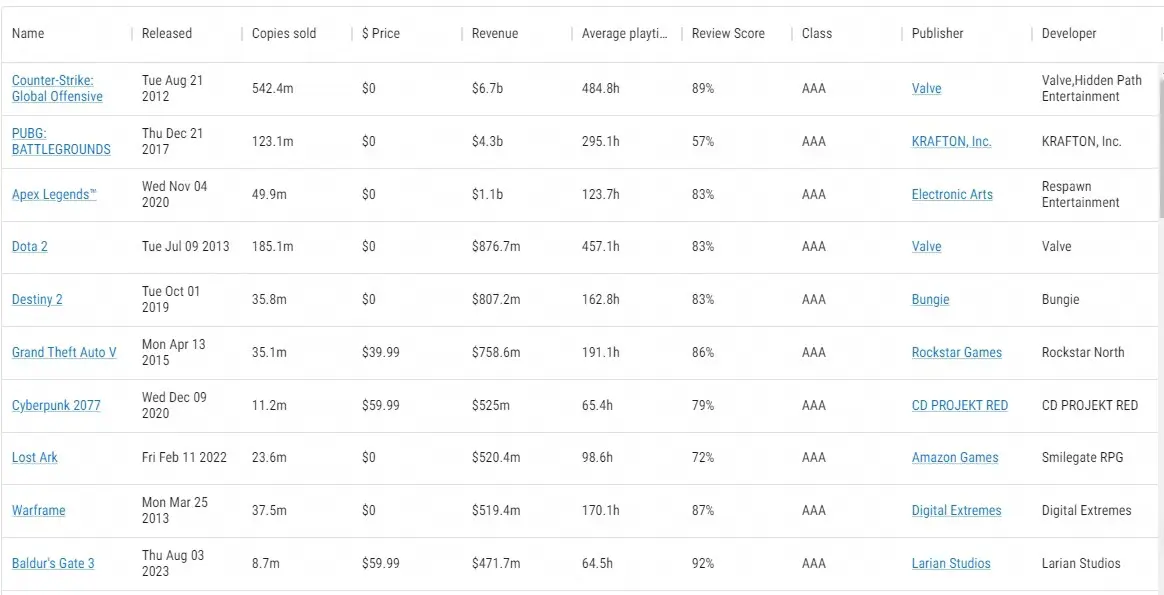 Name Released Copies sold $ Price Revenue Average playti... Review Score Class Publisher Developer
Counter-Strike: Tue Aug 21 Valve,Hidden Path
542.4m $0 $6.7b 484.8h 89% AAA Valve
Global Offensive 2012 Entertainment
PUBG: Thu Dec 21
123.1m $0 $4.3b 295.1h 57% AAA KRAFTON, Inc. KRAFTON, Inc.
BATTLEGROUNDS 2017
Wed Nov 04 Respawn
Apex Legends™ 49.9m $0 $1.1b 123.7h 83% AAA Electronic Arts
2020 Entertainment
Dota 2 Tue Jul 09 2013 185.1m $0 $876.7m 457.1h 83% AAA Valve Valve
Tue Oct 01
Destiny 2 35.8m $0 $807.2m 162.8h 83% AAA Bungie Bungie
2019
Mon Apr 13
Grand Theft Auto V 35.1m $39.99 $758.6m 191.1h 86% AAA Rockstar Games Rockstar North
2015
Wed Dec 09
Cyberpunk 2077 11.2m $59.99 $525m 65.4h 79% AAA CD PROJEKT RED CD PROJEKT RED
2020
Lost Ark Fri Feb 11 2022 23.6m $0 $520.4m 98.6h 72% AAA Amazon Games Smilegate RPG
Mon Mar 25
Warframe 37.5m $0 $519.4m 170.1h 87% AAA Digital Extremes Digital Extremes
2013
Thu Aug 03
Baldur's Gate 3 8.7m $59.99 $471.7m 64.5h 92% AAA Larian Studios Larian Studios
2023